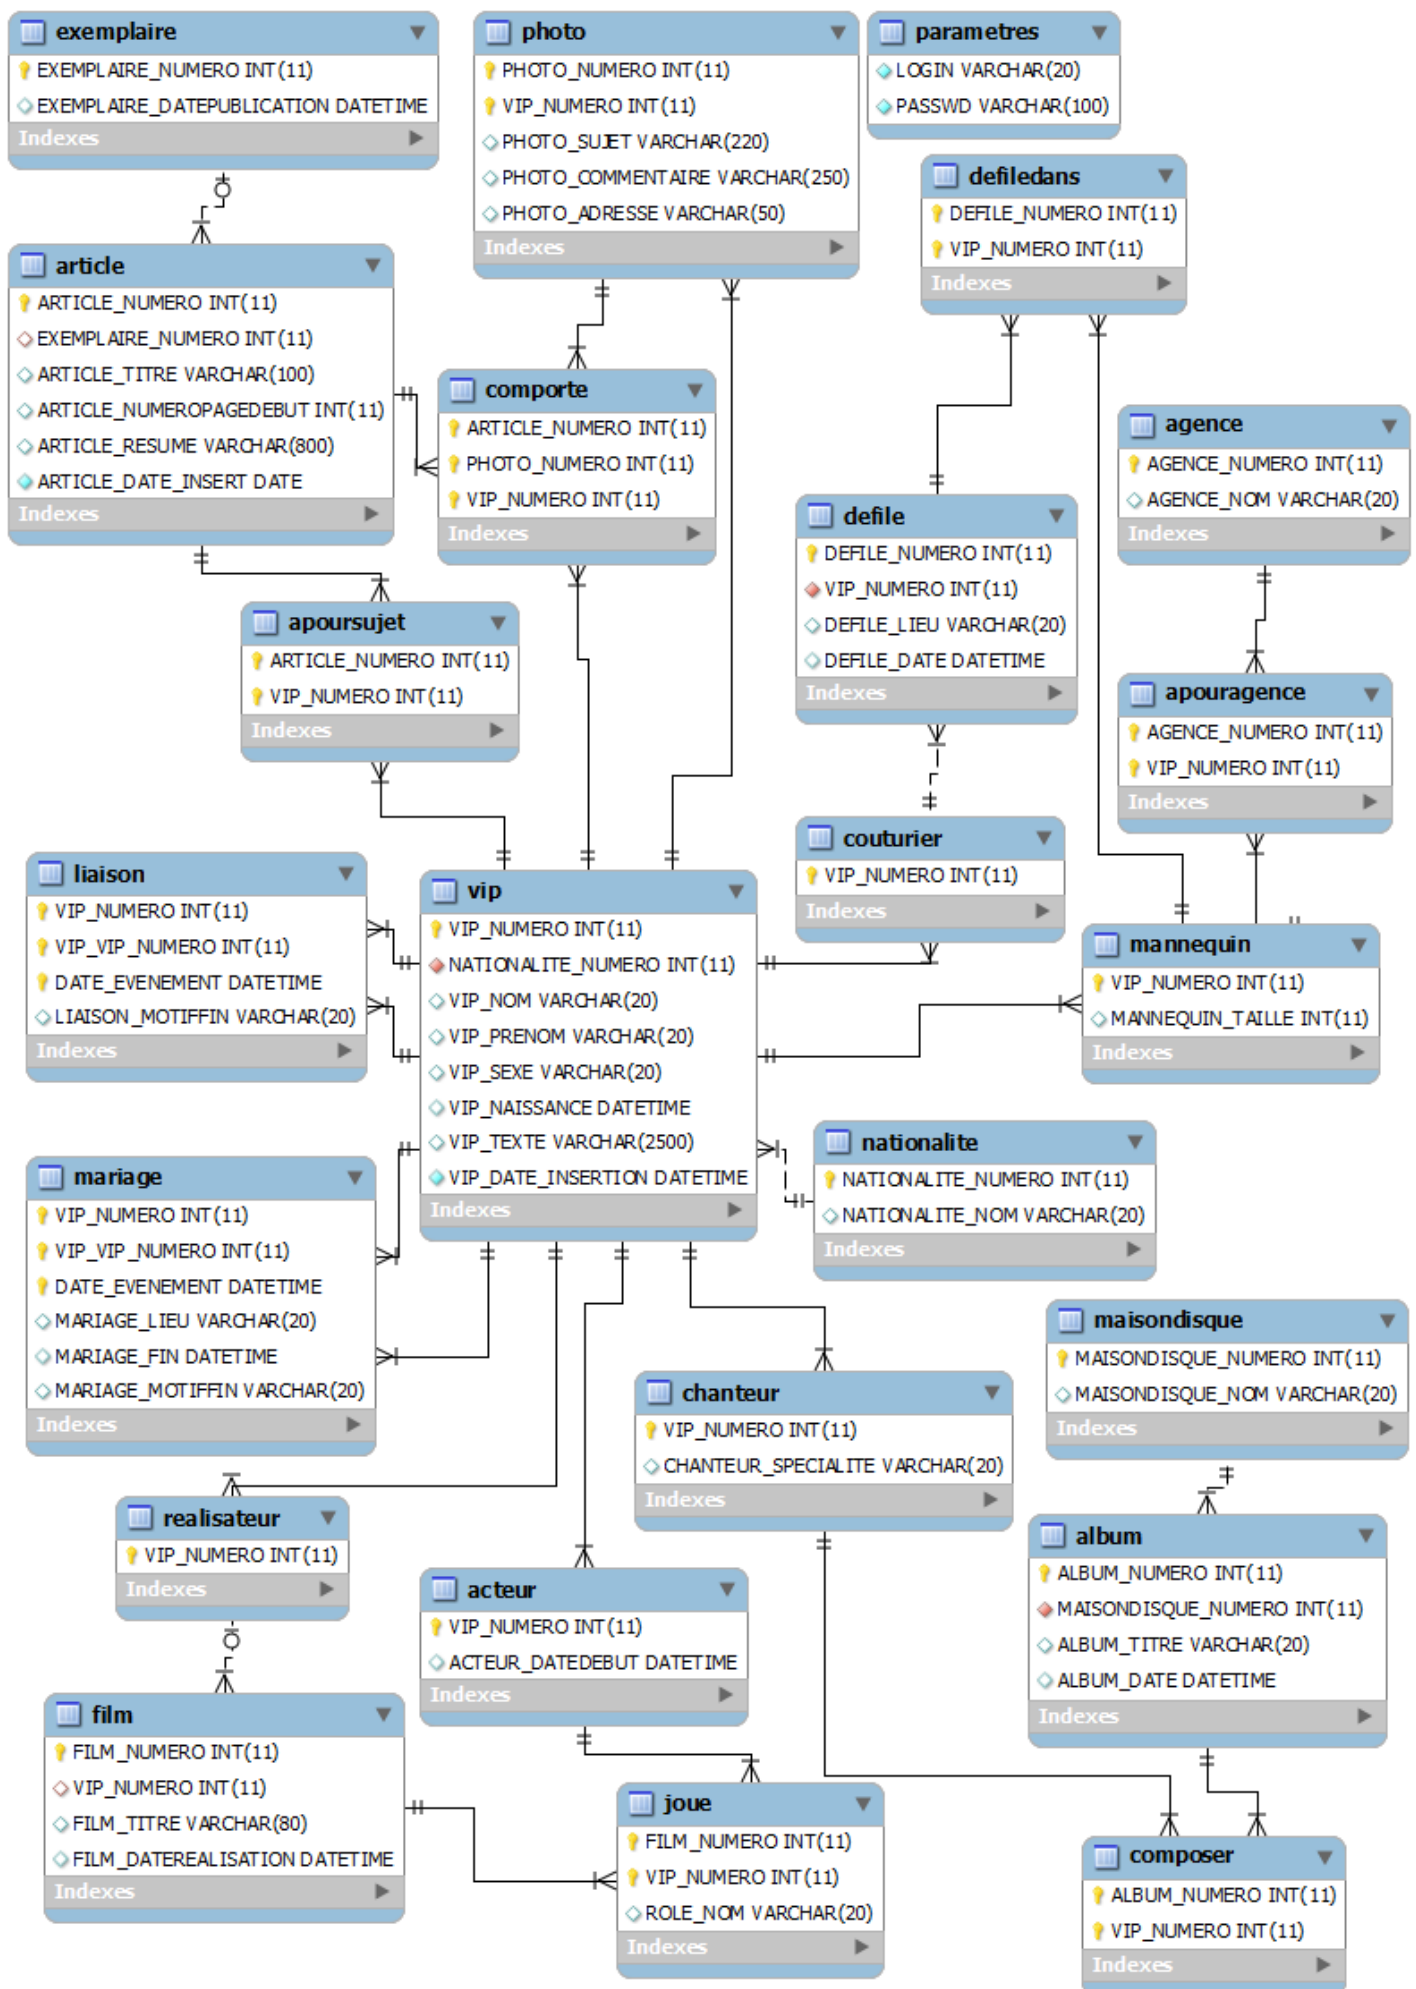 exemplaire
EXEMPLAIRE_NUMERO INT(11)
EXEMPLAIRE_DATEPUBLICATION DATETIME
Indexes
photo
PHOTO_NUMERO INT(11)
VIP_NUMERO INT(11)
PHOTO_SUJET VARCHAR(220)
PHOTO_COMMENTAIRE VARCHAR(250)
PHOTO_ADRESSE VARCHAR(50)
Indexes
parametres
LOGIN VARCHAR(20)
PASSWD VARCHAR(100)
defiledans
DEFILE_NUMERO INT(11)
VIP_NUMERO INT(11)
Indexes
article
ARTICLE_NUMERO INT(11)
EXEMPLAIRE_NUMERO INT(11)
ARTICLE_TITRE VARCHAR(100)
ARTICLE_NUMEROPAGEDEBUT INT(11)
ARTICLE_RESUME VARCHAR(800)
ARTICLE_DATE_INSERT DATE
Indexes
comporte
ARTICLE_NUMERO INT(11)
PHOTO_NUMERO INT(11)
VIP_NUMERO INT(11)
Indexes
agence
AGENCE_NUMERO INT(11)
AGENCE_NOM VARCHAR(20)
Indexes
defile
DEFILE_NUMERO INT(11)
VIP_NUMERO INT(11)
DEFILE_LIEU VARCHAR(20)
DEFILE_DATE DATETIME
Indexes
apoursujet
ARTICLE_NUMERO INT(11)
VIP_NUMERO INT(11)
Indexes
apouragence
AGENCE_NUMERO INT(11)
VIP_NUMERO INT(11)
Indexes
couturier
VIP_NUMERO INT(11)
Indexes
liaison
VIP_NUMERO INT(11)
VIP_VIP_NUMERO INT(11)
DATE_EVENEMENT DATETIME
LIAISON_MOTIFFIN VARCHAR(20)
Indexes
vip
VIP_NUMERO INT(11)
NATIONALITE_NUMERO INT(11)
VIP_NOM VARCHAR(20)
VIP_PRENOM VARCHAR(20)
VIP_SEXE VARCHAR(20)
VIP_NAISSANCE DATETIME
VIP_TEXTE VARCHAR(2500)
VIP_DATE_INSERTION DATETIME
Indexes
mannequin
VIP_NUMERO INT(11)
MANNEQUIN_TAILLE INT(11)
Indexes
nationalite
NATIONALITE_NUMERO INT(11)
NATIONALITE_NOM VARCHAR(20)
Indexes
mariage
VIP_NUMERO INT(11)
VIP_VIP_NUMERO INT(11)
DATE_EVENEMENT DATETIME
MARIAGE_LIEU VARCHAR(20)
MARIAGE_FIN DATETIME
MARIAGE_MOTIFFIN VARCHAR(20)
Indexes
maisondisque
MAISONDISQUE_NUMERO INT(11)
MAISONDISQUE_NOM VARCHAR(20)
Indexes
chanteur
VIP_NUMERO INT(11)
CHANTEUR_SPECIALITE VARCHAR(20)
Indexes
realisateur
VIP_NUMERO INT(11)
Indexes
album
ALBUM_NUMERO INT(11)
MAISONDISQUE_NUMERO INT(11)
ALBUM_TITRE VARCHAR(20)
ALBUM_DATE DATETIME
Indexes
acteur
VIP_NUMERO INT(11)
ACTEUR_DATEDEBUT DATETIME
Indexes
film
FILM_NUMERO INT(11)
VIP_NUMERO INT(11)
FILM_TITRE VARCHAR(80)
FILM_DATEREALISATION DATETIME
Indexes
joue
FILM_NUMERO INT(11)
VIP_NUMERO INT(11)
ROLE_NOM VARCHAR(20)
Indexes
composer
ALBUM_NUMERO INT(11)
VIP_NUMERO INT(11)
Indexes